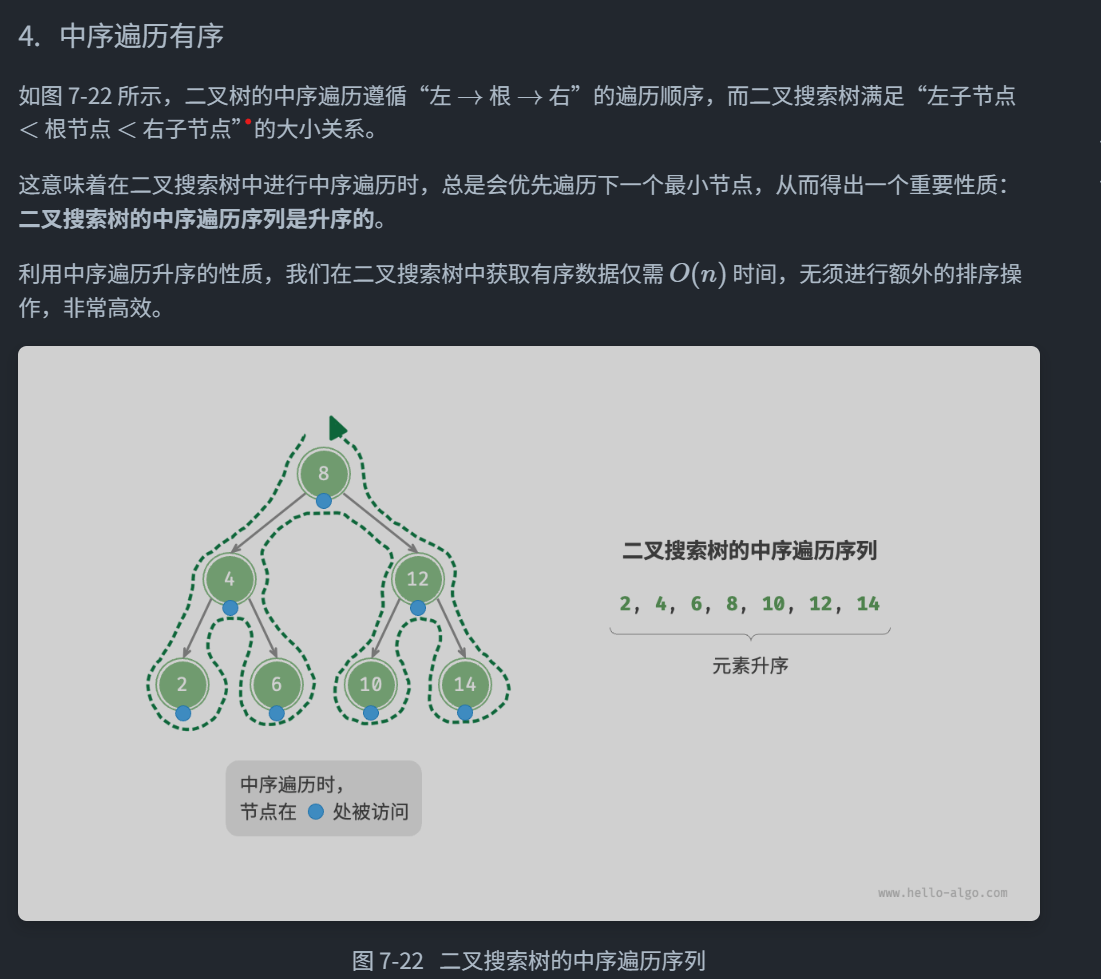 4. 中序遍历有序
如图 7-22 所示，二叉树的中序遍历遵循“左 → 根 → 右”的遍历顺序，而二叉搜索树满足“左子节点
< 根节点 < 右子节点”的大小关系。
这意味着在二叉搜索树中进行中序遍历时，总是会优先遍历下一个最小节点，从而得出一个重要性质：
二叉搜索树的中序遍历序列是升序的。
利用中序遍历升序的性质，我们在二叉搜索树中获取有序数据仅需 O(n) 时间，无须进行额外的排序操
作，非常高效。
8
4 12
2 6 10 14
二叉搜索树的中序遍历序列
2, 4, 6, 8, 10, 12, 14
元素升序
中序遍历时，
节点在 处被访问
www.hello-algo.com
图 7-22 二叉搜索树的中序遍历序列